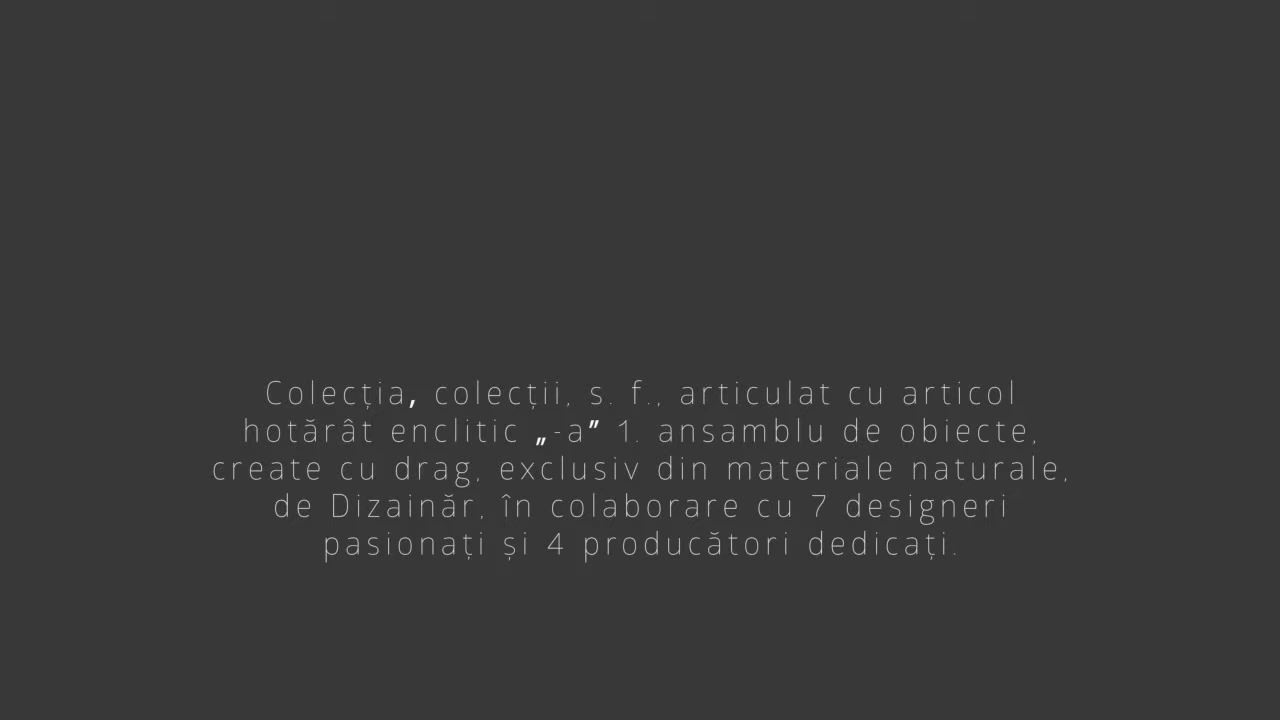 Colecția, colecții, s. f., articulat cu articol
hotărât enclitic „-a” 1. ansamblu de obiecte,
create cu drag, exclusiv din materiale naturale,
de Dizainăr, în colaborare cu 7 designeri
pasionați și 4 producători dedicați.